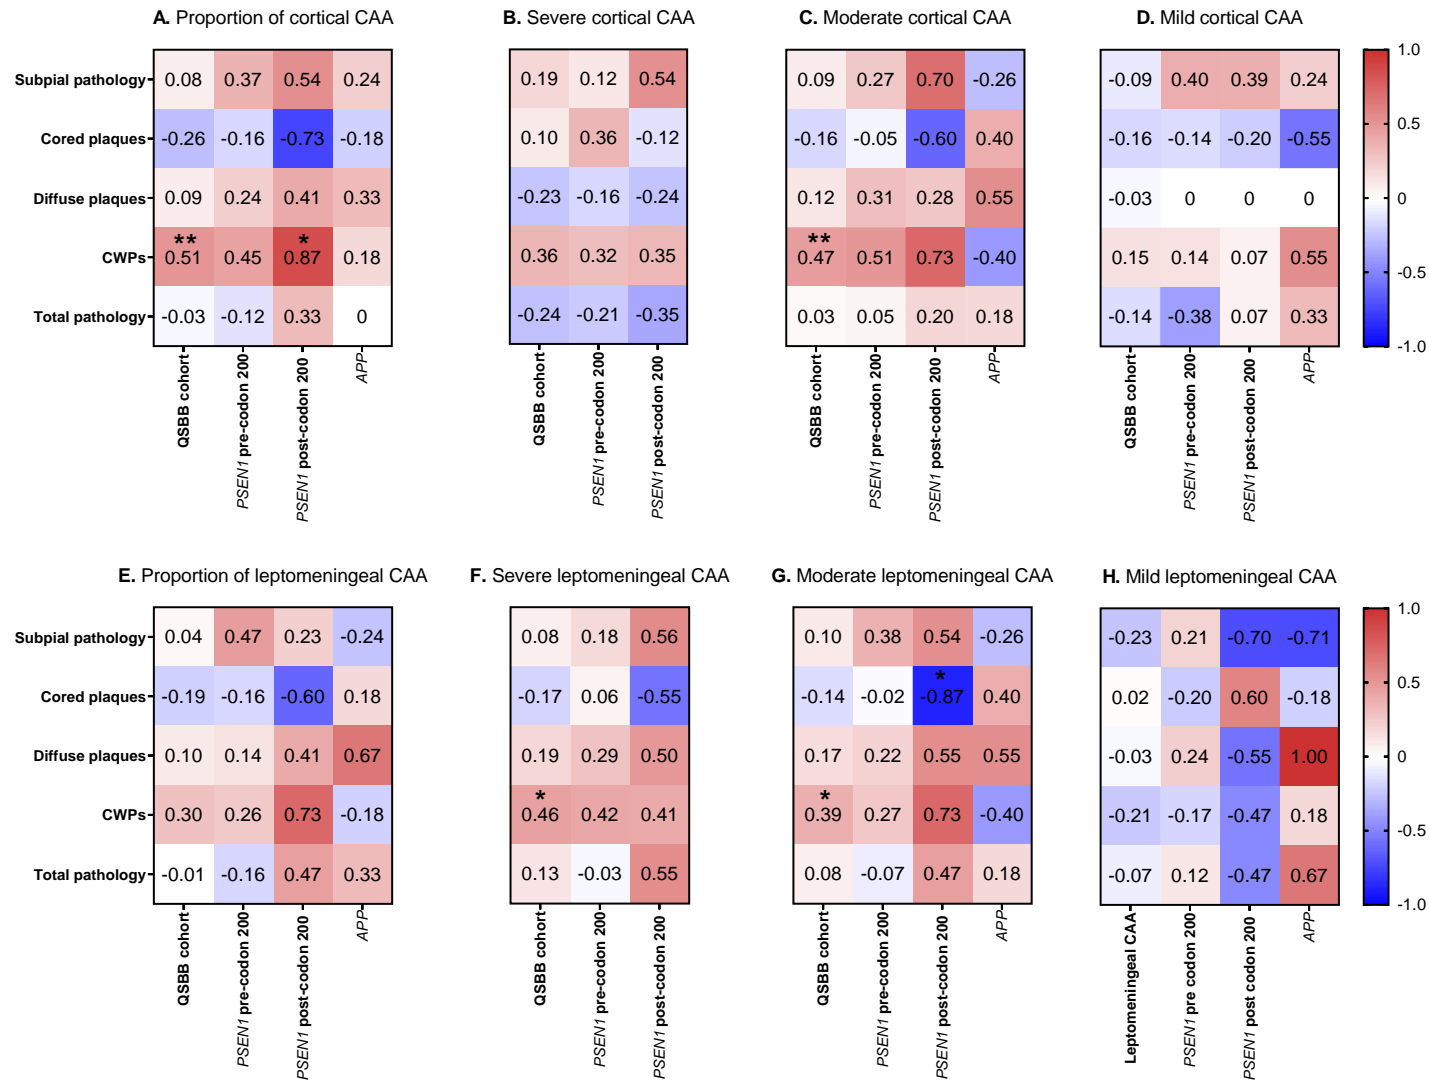 A. Proportion of cortical CAA
B. Severe cortical CAA
C. Moderate cortical CAA
D. Mild cortical CAA
Subpial pathology 0.08 0.37 0.54 0.24 0.19 0.12 0.54 0.09 0.27 0.70 -0.26 -0.09 0.40 0.39 0.24
Cored plaques -0.26 -0.16 -0.73 -0.18 0.10 0.36 -0.12 -0.16 -0.05 -0.60 0.40 -0.16 -0.14 -0.20 -0.55
Diffuse plaques 0.09 0.24 0.41 0.33 -0.23 -0.16 -0.24 0.12 0.31 0.28 0.55 -0.03 0 0 0
** * **
CWPs 0.51 0.45 0.87 0.18 0.36 0.32 0.35 0.47 0.51 0.73 -0.40 0.15 0.14 0.07 0.55
Total pathology -0.03 -0.12 0.33 0 -0.24 -0.21 -0.35 0.03 0.05 0.20 0.18 -0.14 -0.38 0.07 0.33
1.0
0.5
0
-0.5
-1.0
QSBB cohort
PSEN1 pre-codon 200
PSEN1 post-codon 200
APP
QSBB cohort
PSEN1 pre-codon 200
PSEN1 post-codon 200
QSBB cohort
PSEN1 pre-codon 200
PSEN1 post-codon 200
APP
QSBB cohort
PSEN1 pre-codon 200
PSEN1 post-codon 200
APP
E. Proportion of leptomeningeal CAA
F. Severe leptomeningeal CAA
G. Moderate leptomeningeal CAA
H. Mild leptomeningeal CAA
Subpial pathology 0.04 0.47 0.23 -0.24 0.08 0.18 0.56 0.10 0.38 0.54 -0.26 -0.23 0.21 -0.70 -0.71
*
Cored plaques -0.19 -0.16 -0.60 0.18 -0.17 0.06 -0.55 -0.14 -0.02 -0.87 0.40 0.02 -0.20 0.60 -0.18
Diffuse plaques 0.10 0.14 0.41 0.67 0.19 0.29 0.50 0.17 0.22 0.55 0.55 -0.03 0.24 -0.55 1.00
* *
CWPs 0.30 0.26 0.73 -0.18 0.46 0.42 0.41 0.39 0.27 0.73 -0.40 -0.21 -0.17 -0.47 0.18
Total pathology -0.01 -0.16 0.47 0.33 0.13 -0.03 0.55 0.08 -0.07 0.47 0.18 -0.07 0.12 -0.47 0.67
1.0
0.5
0
-0.5
-1.0
QSBB cohort
PSEN1 pre-codon 200
PSEN1 post-codon 200
APP
QSBB cohort
PSEN1 pre-codon 200
PSEN1 post-codon 200
QSBB cohort
PSEN1 pre-codon 200
PSEN1 post-codon 200
APP
Leptomeningeal CAA
PSEN1 pre codon 200
PSEN1 post codon 200
APP